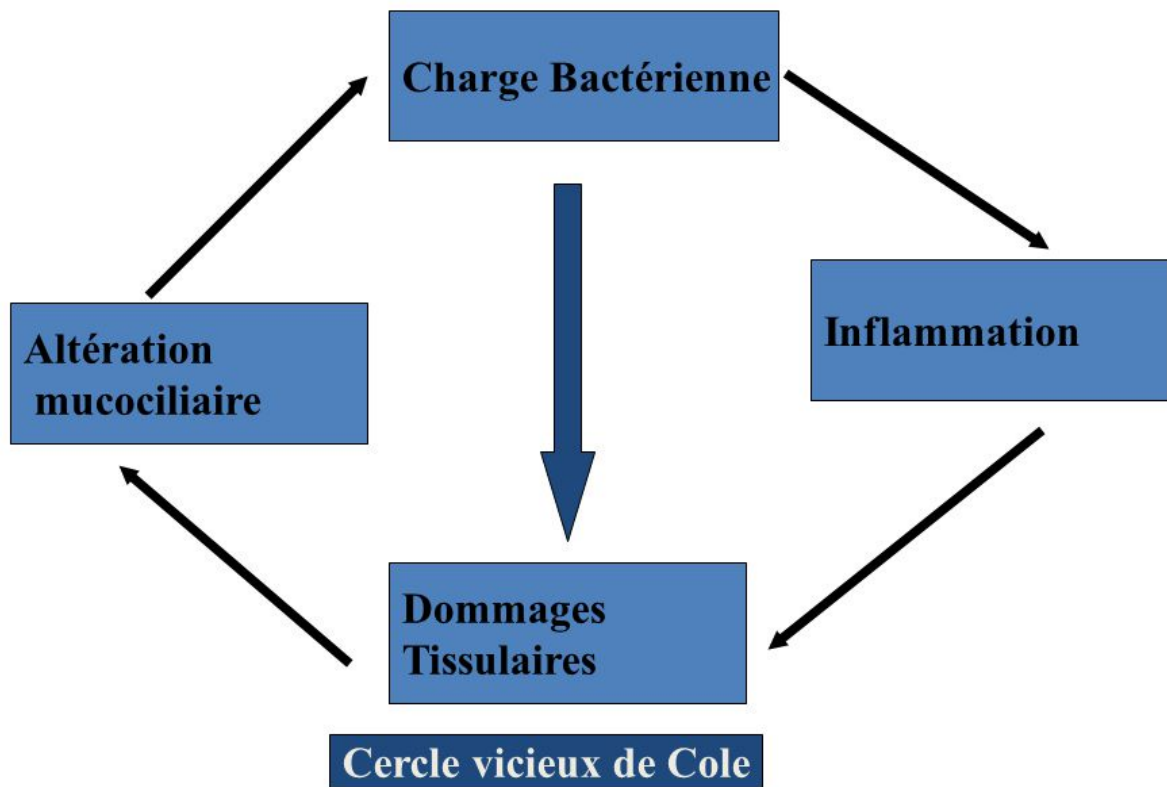 Charge Bactérienne
Inflammation
Altération
mucociliaire
Dommages
Tissulaires
Cercle vicieux de Cole